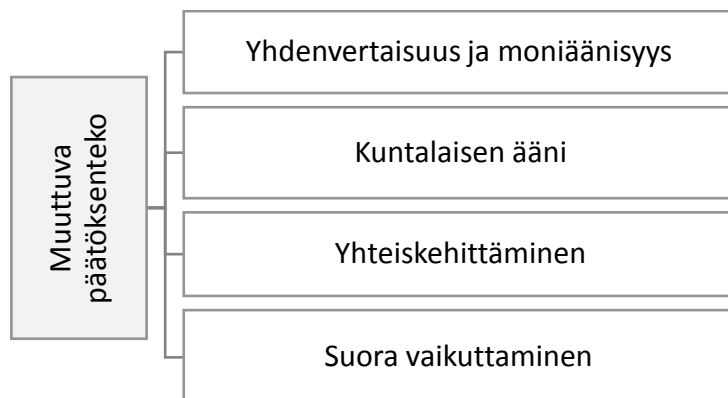 Muuttuva
päätöksenteko
Yhdenvertaisuus ja moniäänisyys
Kuntalaisen ääni
Yhteiskehittäminen
Suora vaikuttaminen